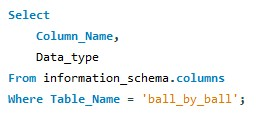 Select
Column_Name,
Data_type
From information_schema.columns
Where Table_Name = 'ball_by_ball';